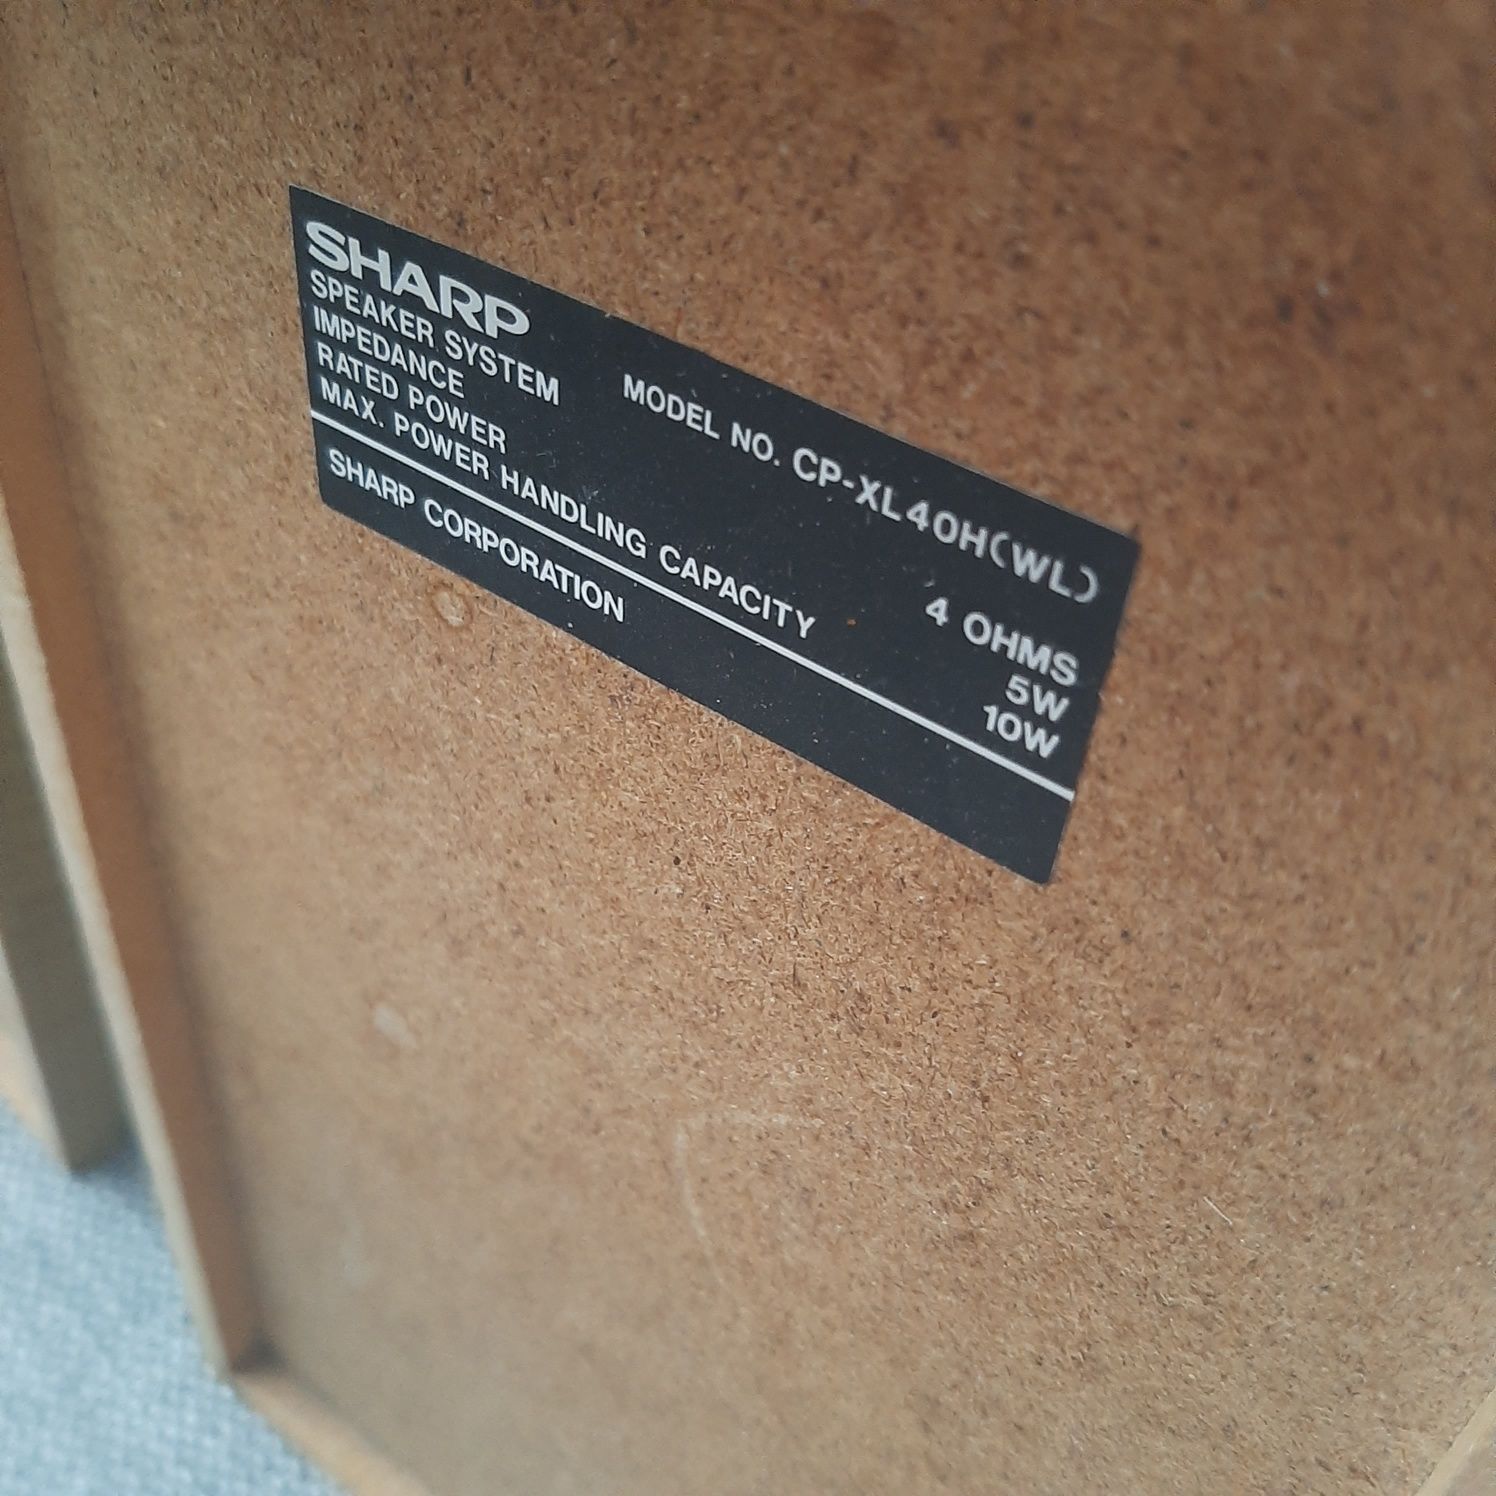 SHARP
SPEAKER SYSTEM MODEL NO. CP-XL40H(WL)
IMPEDANCE 4 OHMS
RATED POWER 5W
MAX. POWER HANDLING CAPACITY 10W
SHARP CORPORATION